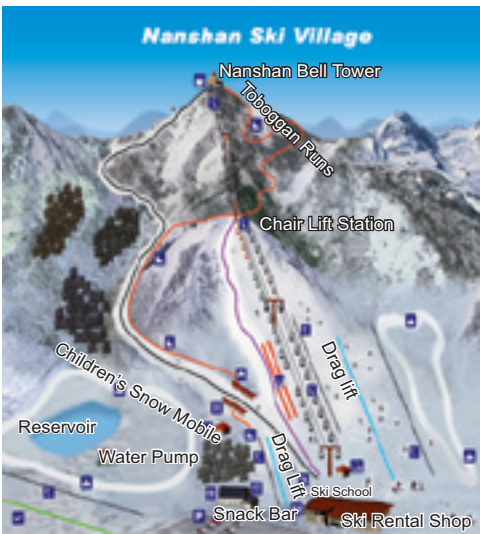 Nanshan Ski Village
Nanshan Bell Tower
Toboggan Runs
Chair Lift Station
Drag lift
Children's Snow Mobile
Reservoir
Water Pump
Drag Lift
Ski School
Snack Bar
Ski Rental Shop